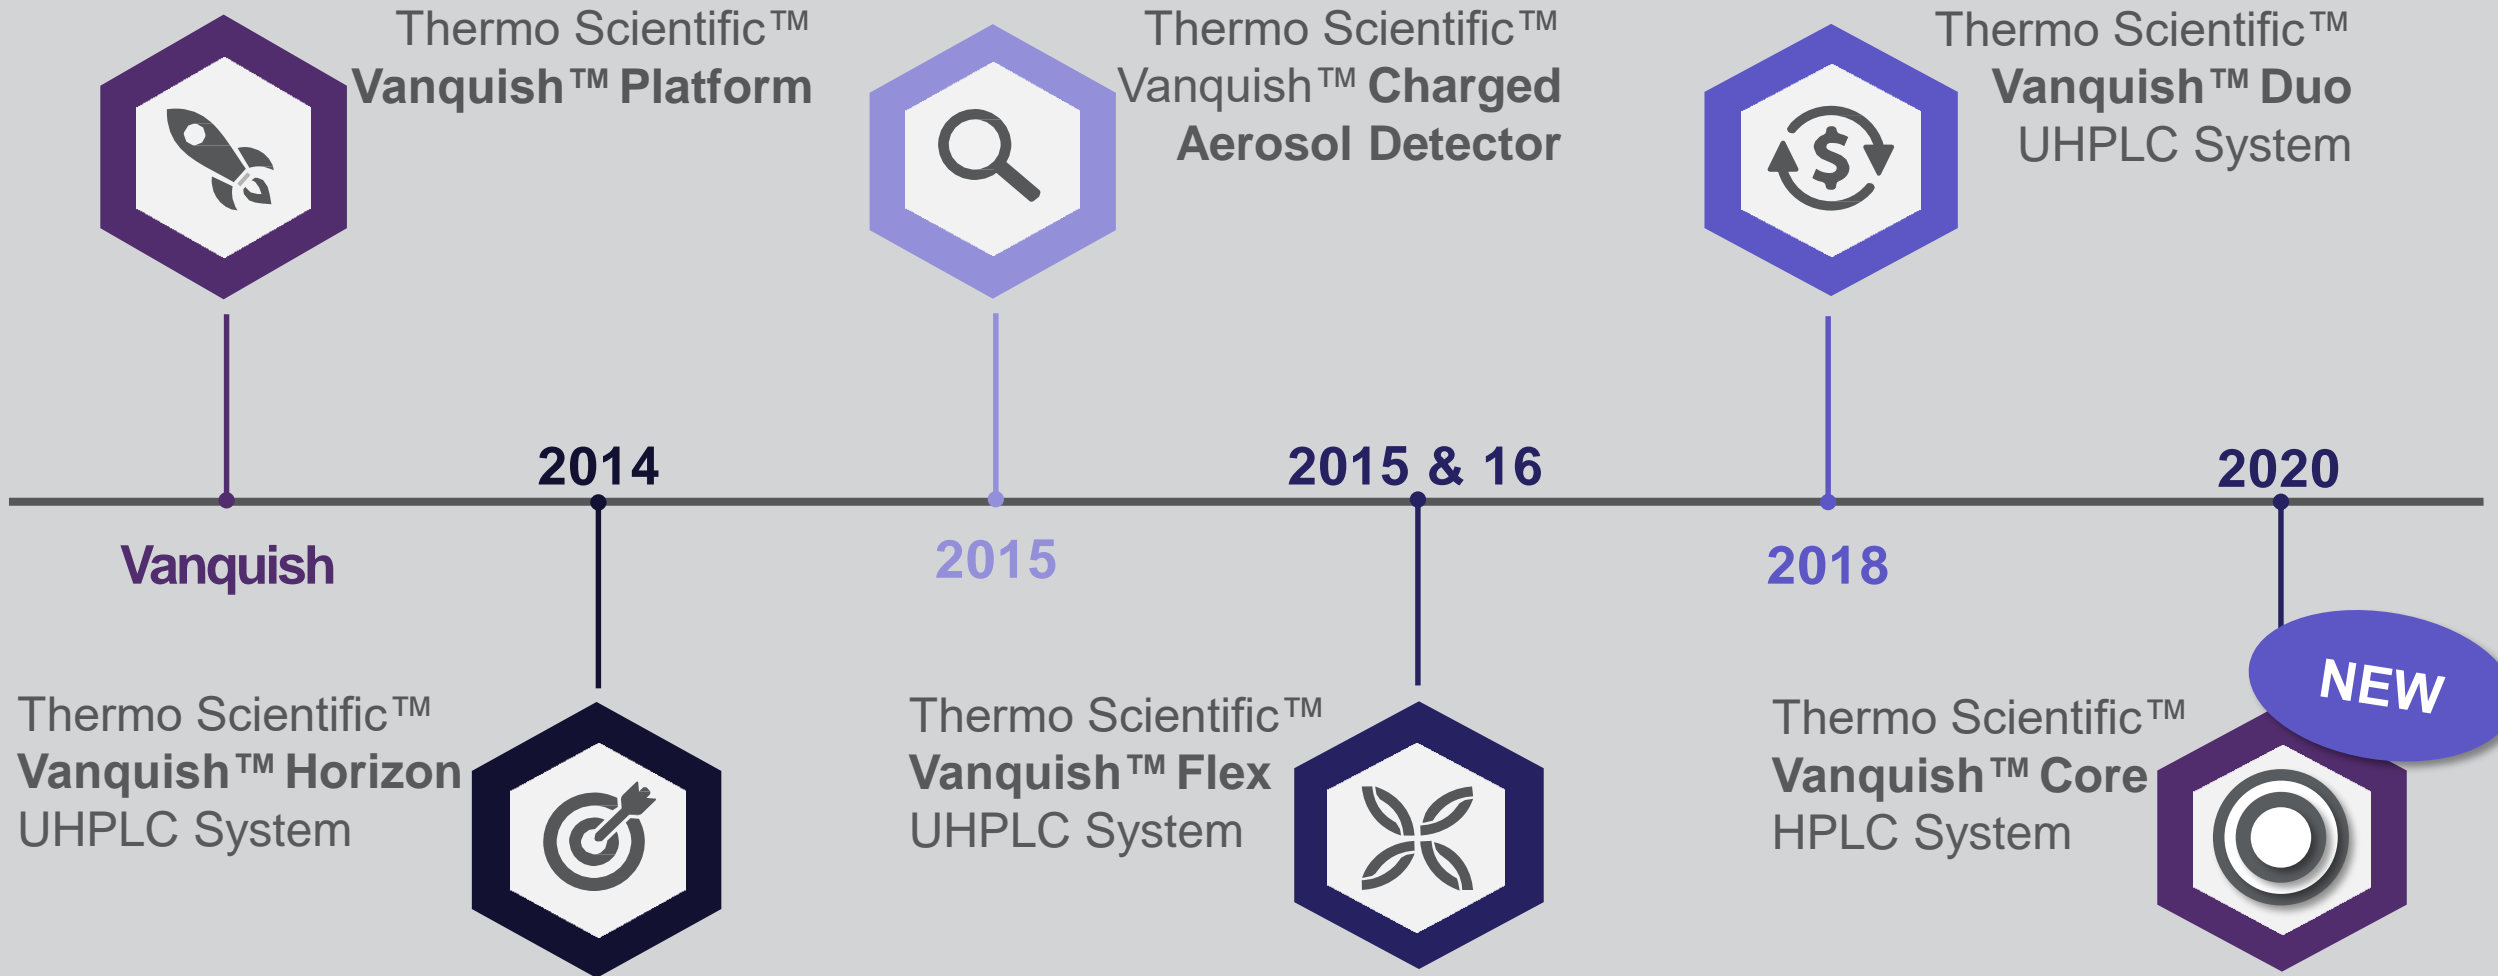 Thermo Scientific™
Vanquish™ Platform
Thermo Scientific™
Vanquish™ Charged
Aerosol Detector
Thermo Scientific™
Vanquish™ Duo
UHPLC System
2014
2015 & 16
2020
Vanquish
2015
2018
Thermo Scientific™
Vanquish™ Horizon
UHPLC System
Thermo Scientific™
Vanquish™ Flex
UHPLC System
NEW
Thermo Scientific™
Vanquish™ Core
HPLC System